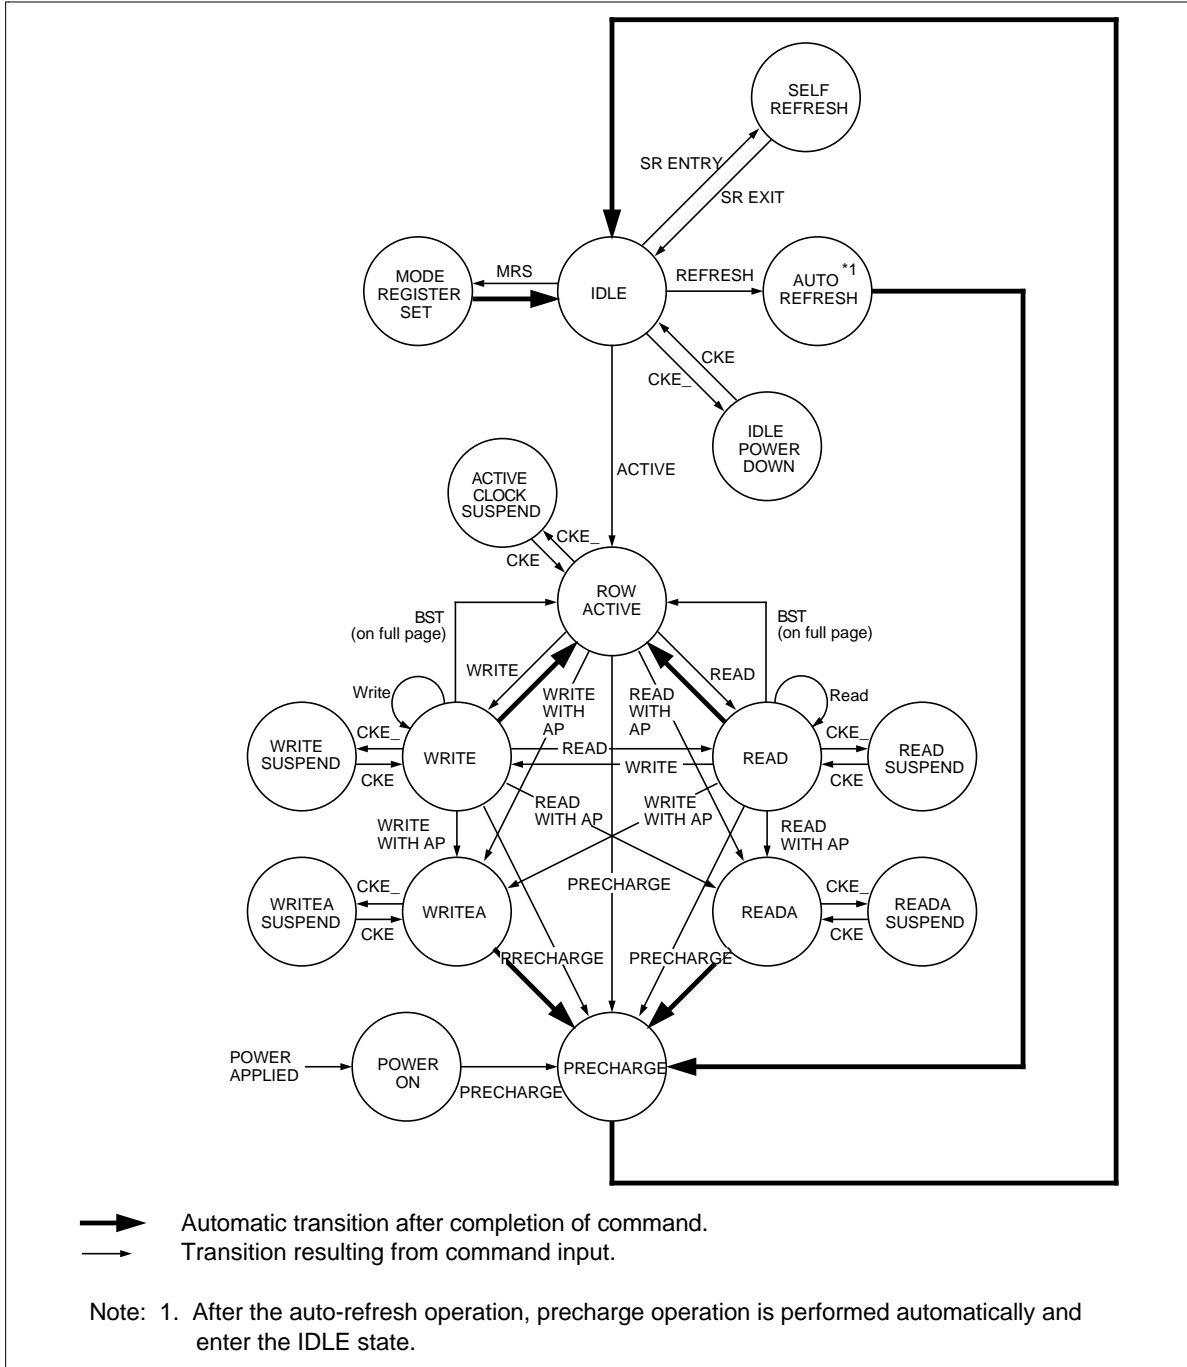 SELF
REFRESH
SR ENTRY
SR EXIT
MODE
REGISTER
SET
MRS
IDLE
REFRESH
AUTO *1
REFRESH
CKE
CKE_
IDLE
POWER
DOWN
ACTIVE
ACTIVE
CLOCK
SUSPEND
CKE_
CKE
ROW
ACTIVE
BST
(on full page)
BST
(on full page)
WRITE
READ
Write
WRITE
WITH
AP
READ
WITH
AP
Read
WRITE
SUSPEND
CKE_
CKE
WRITE
READ
WRITE
READ
CKE_
CKE
READ
SUSPEND
WRITE
WITH AP
READ
WITH AP
WRITE
WITH AP
READ
WITH AP
WRITEA
SUSPEND
CKE_
CKE
WRITEA
PRECHARGE
READA
CKE_
CKE
READA
SUSPEND
PRECHARGE
PRECHARGE
POWER
APPLIED
POWER
ON
PRECHARGE
PRECHARGE
Automatic transition after completion of command.
Transition resulting from command input.
Note: 1. After the auto-refresh operation, precharge operation is performed automatically and
enter the IDLE state.